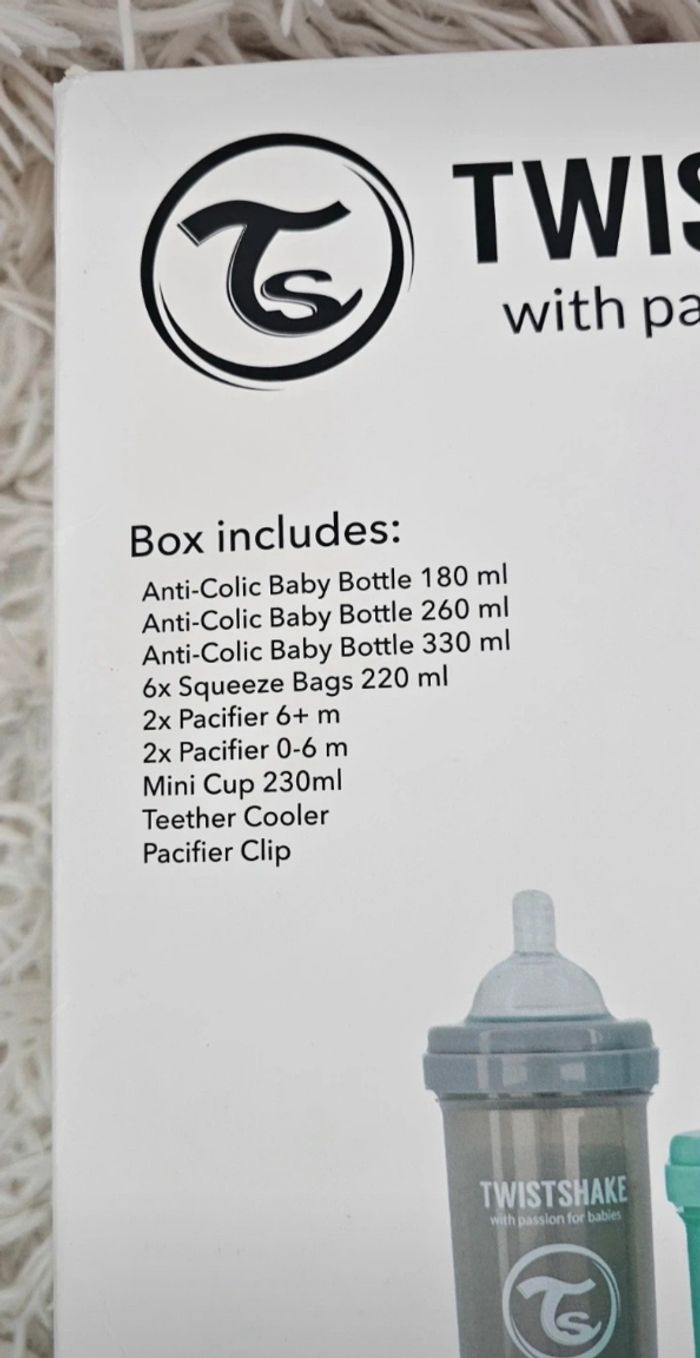 TS
TWIS
with pa
Box includes:
Anti-Colic Baby Bottle 180 ml
Anti-Colic Baby Bottle 260 ml
Anti-Colic Baby Bottle 330 ml
6x Squeeze Bags 220 ml
2x Pacifier 6+ m
2x Pacifier 0-6 m
Mini Cup 230ml
Teether Cooler
Pacifier Clip
TWISTSHAKE
with passion for babies
TS